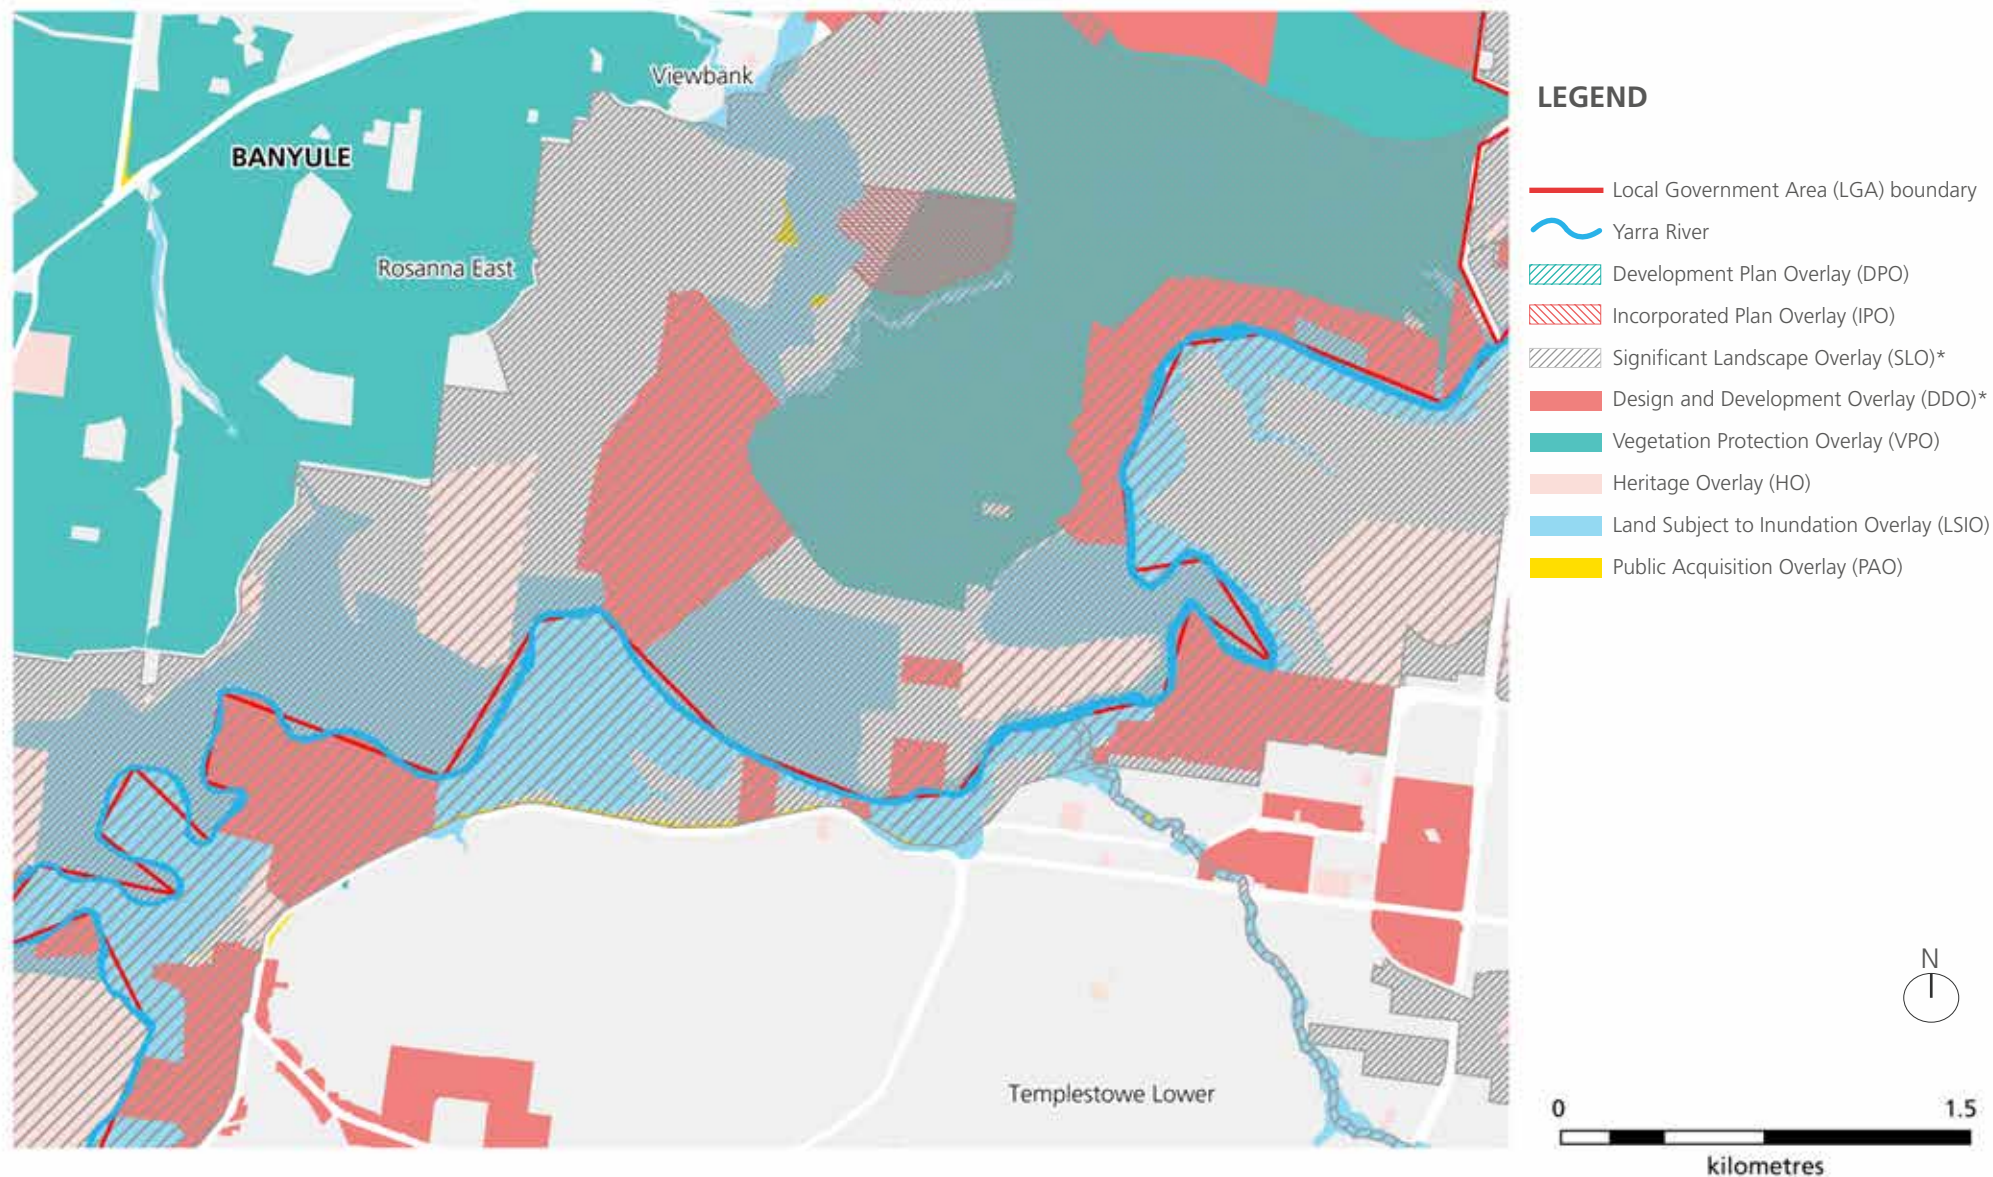 Viewbank
BANYULE
Rosanna East
Templestowe Lower
LEGEND
Local Government Area (LGA) boundary
Yarra River
Development Plan Overlay (DPO)
Incorporated Plan Overlay (IPO)
Significant Landscape Overlay (SLO)*
Design and Development Overlay (DDO)*
Vegetation Protection Overlay (VPO)
Heritage Overlay (HO)
Land Subject to Inundation Overlay (LSIO)
Public Acquisition Overlay (PAO)
N
0 1.5
kilometres